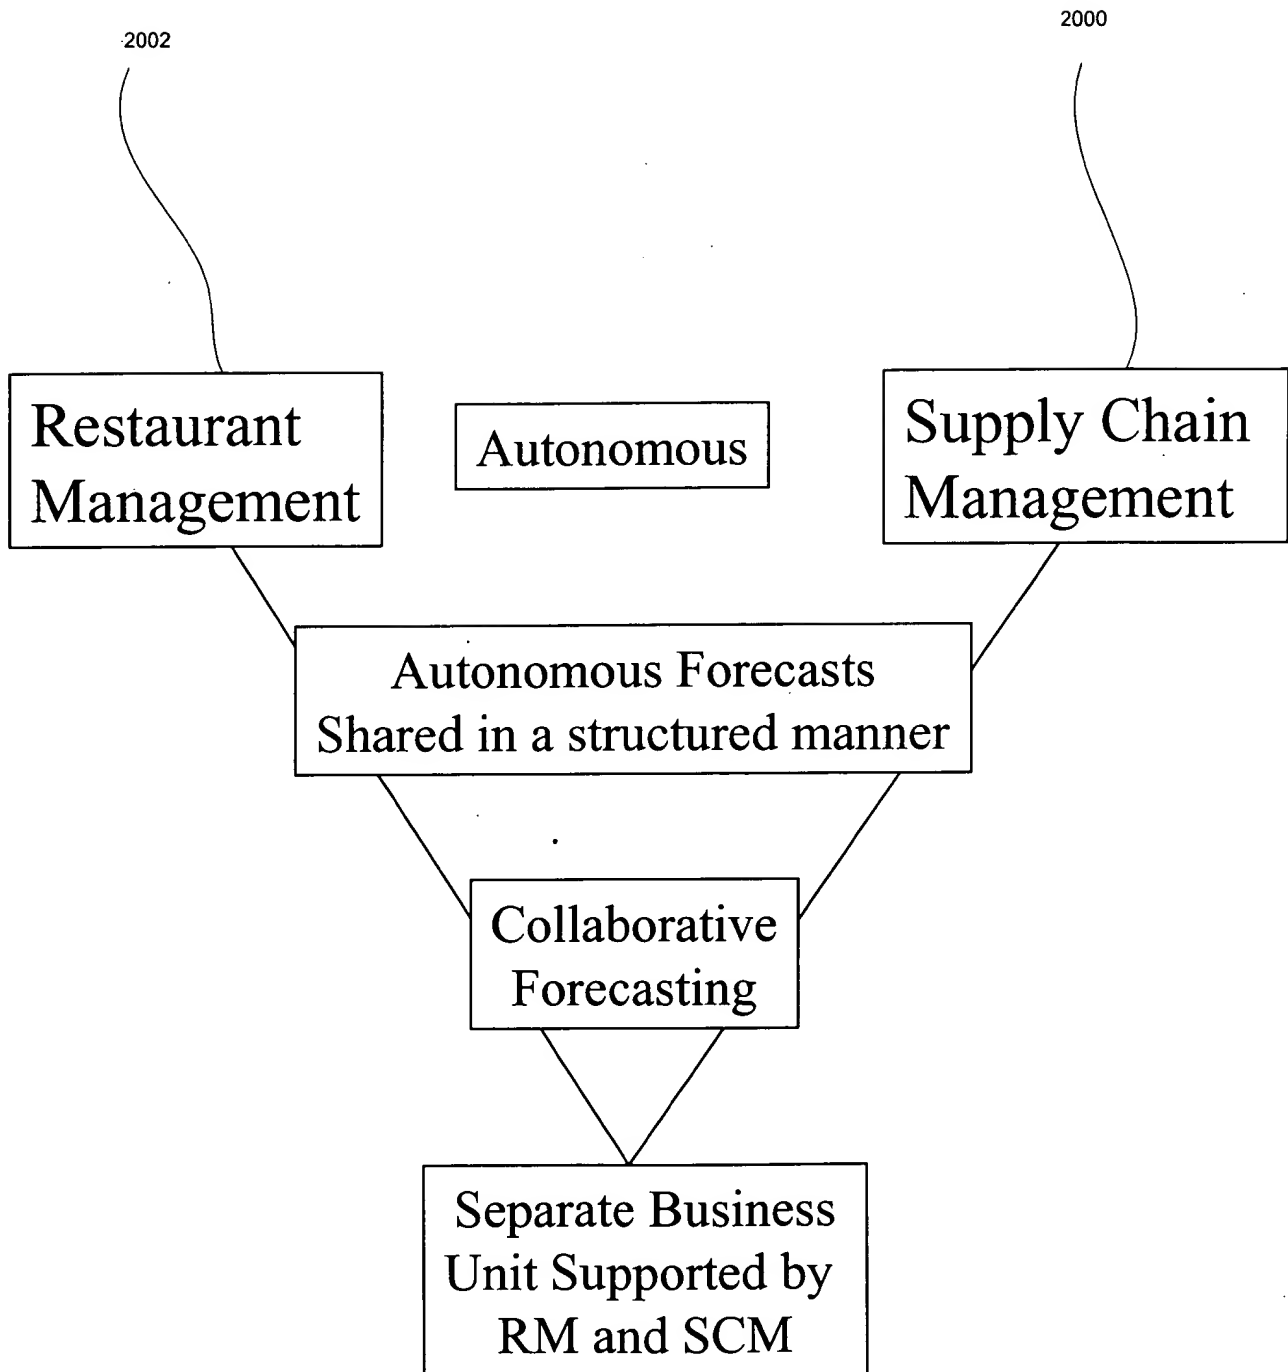 2002
2000
Restaurant
Management
Autonomous
Supply Chain
Management
Autonomous Forecasts
Shared in a structured manner
Collaborative
Forecasting
Separate Business
Unit Supported by
RM and SCM